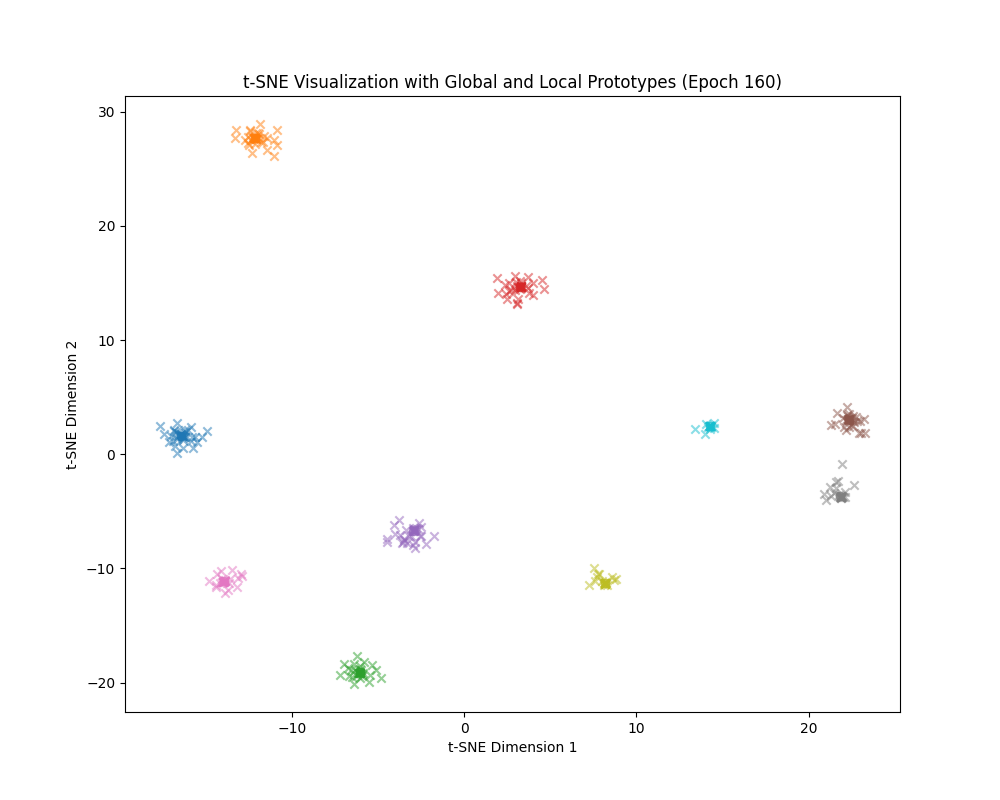 t-SNE Visualization with Global and Local Prototypes (Epoch 160)
30
20
10
0
−10
−20
t-SNE Dimension 2
−10 0 10 20
t-SNE Dimension 1